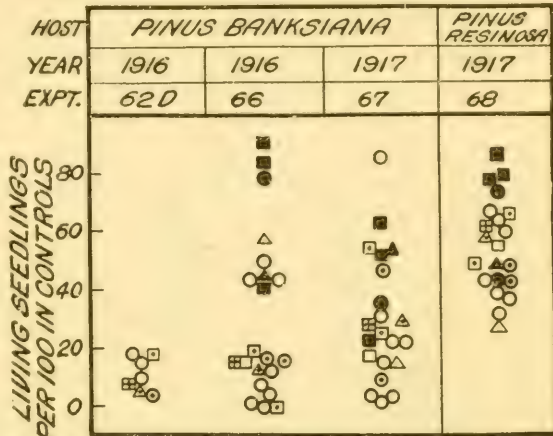 HOST PINUS BANKSIANA PINUS RESINOSA
YEAR 1916 1916 1917 1917
EXPT. 62D 66 67 68
LIVING SEEDLINGS
PER 100 IN CONTROLS
80
60
40
20
0